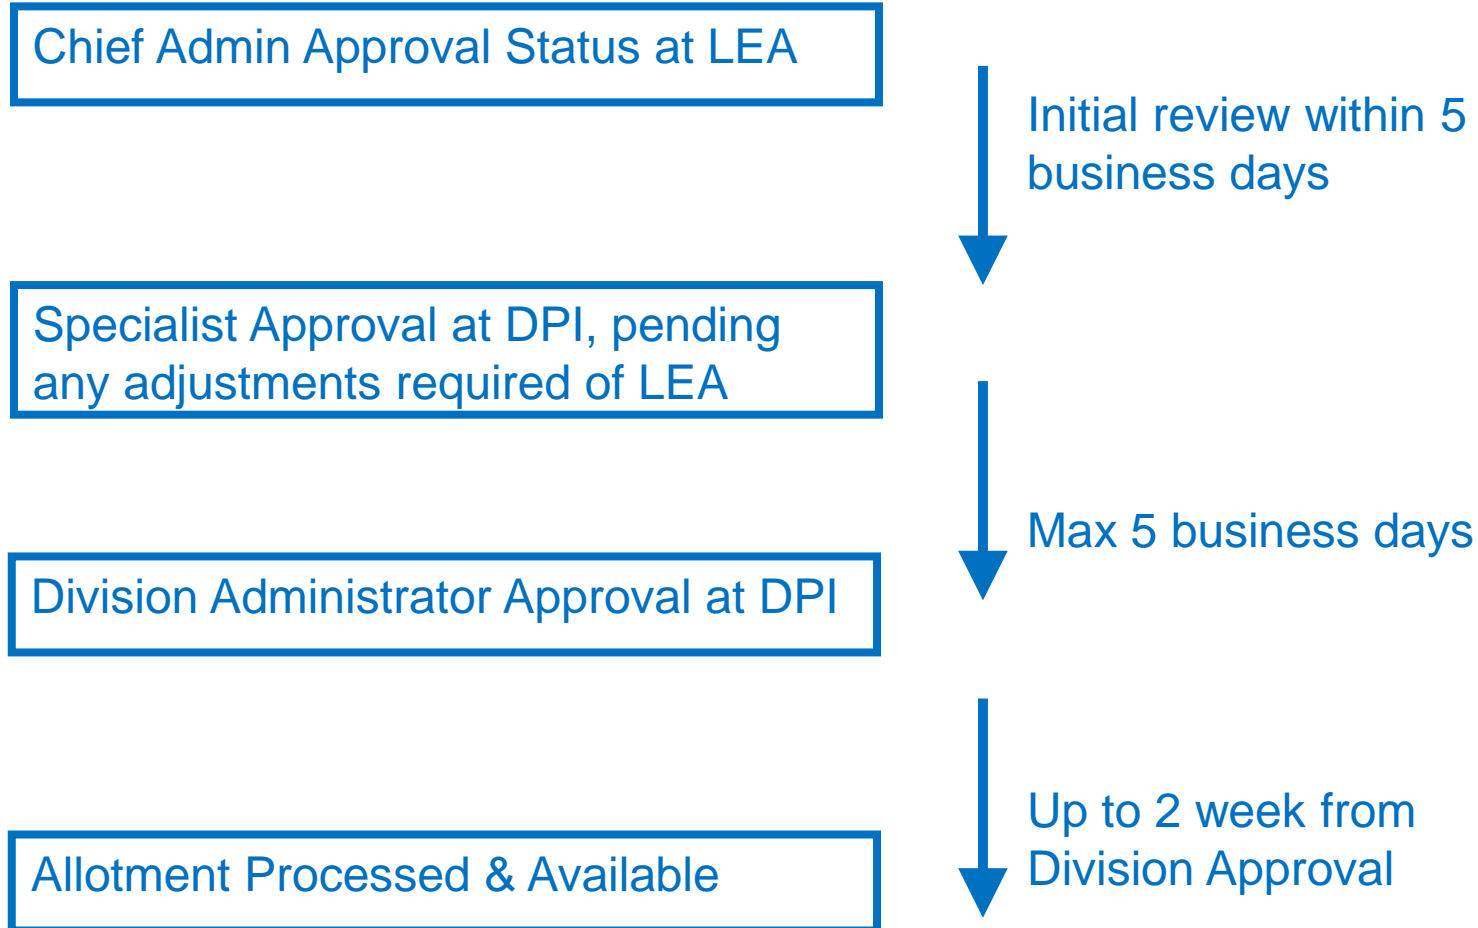 Chief Admin Approval Status at LEA
Initial review within 5
business days
Specialist Approval at DPI, pending
any adjustments required of LEA
Max 5 business days
Division Administrator Approval at DPI
Up to 2 week from
Division Approval
Allotment Processed & Available